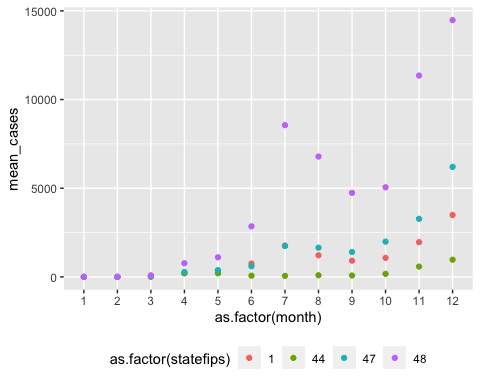 15000
10000
5000
0
mean_cases
1 2 3 4 5 6 7 8 9 10 11 12
as.factor(month)
as.factor(statefips) 1 44 47 48